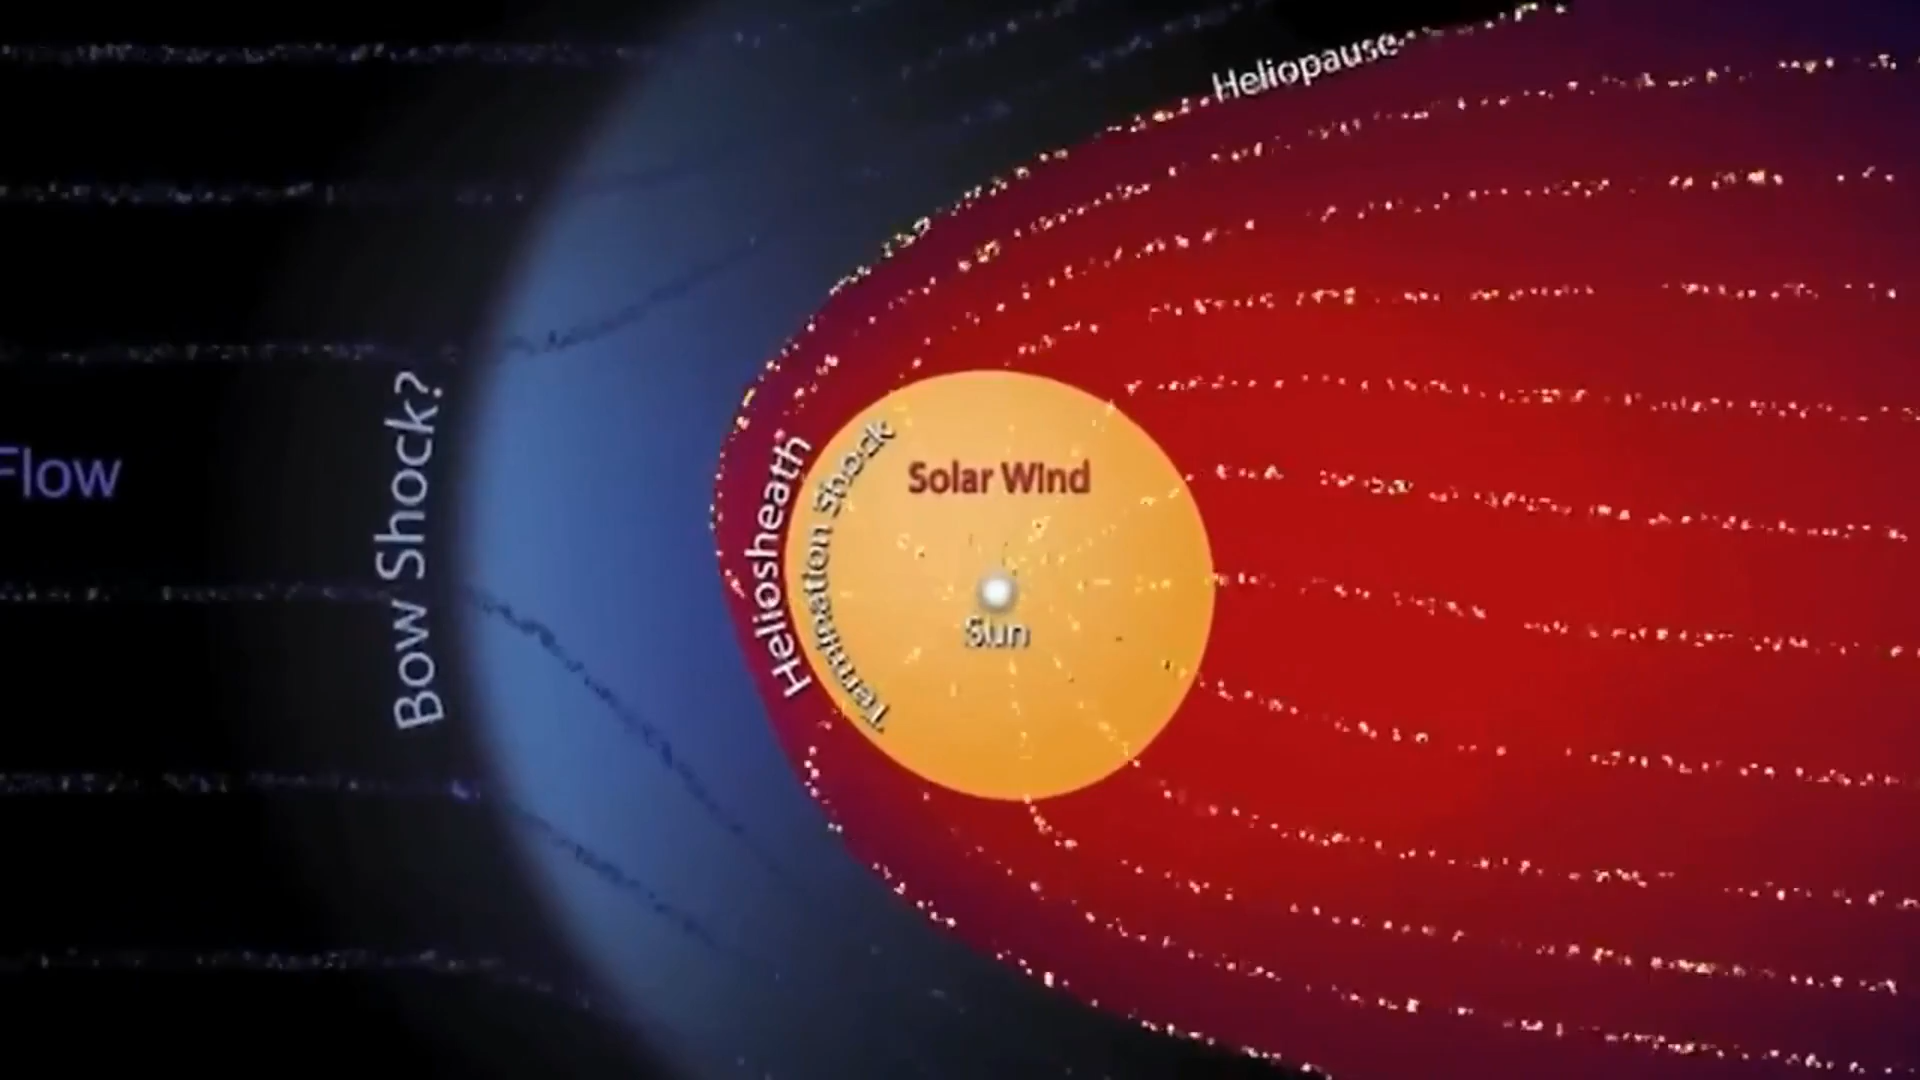 Heliopause
Flow
Bow Shock?
Heliosheath
Termination Shock
Solar Wind
Sun